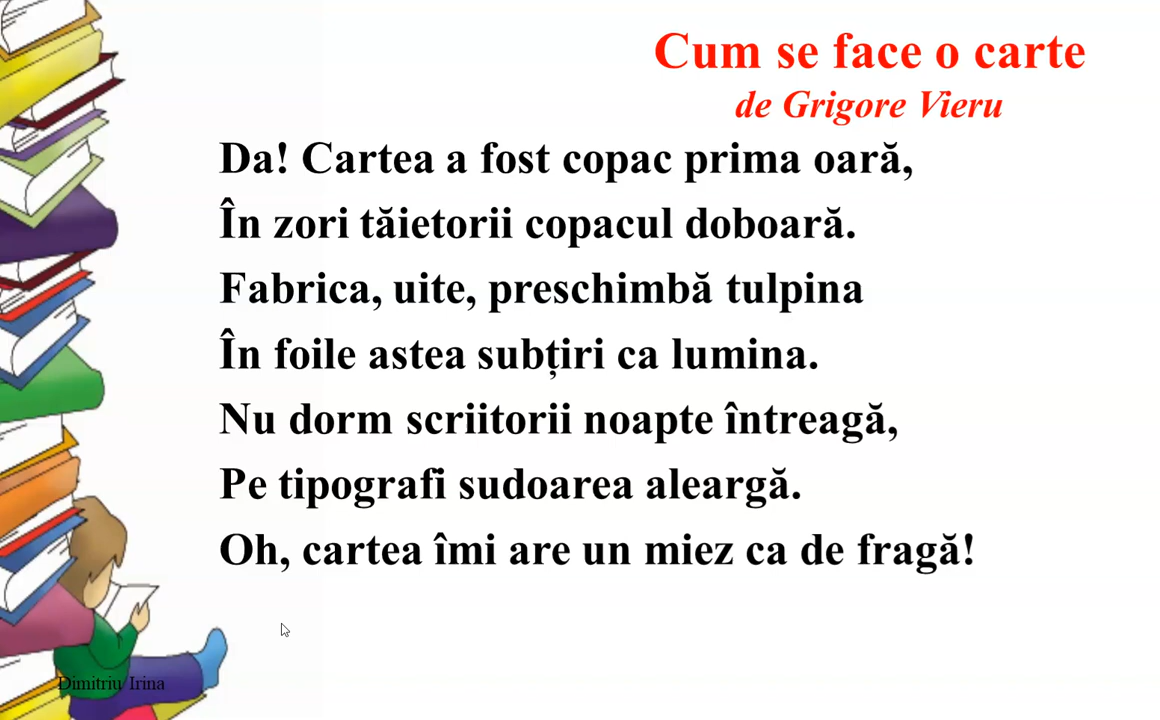 Cum se face o carte
de Grigore Vieru
Da! Cartea a fost copac prima oară,
În zori tăietorii copacul doboară.
Fabrica, uite, preschimbă tulpina
În foile astea subțiri ca lumina.
Nu dorm scriitorii noapte întreagă,
Pe tipografi sudoarea aleargă.
Oh, cartea îmi are un miez ca de fragă!
Dimitriu Irina